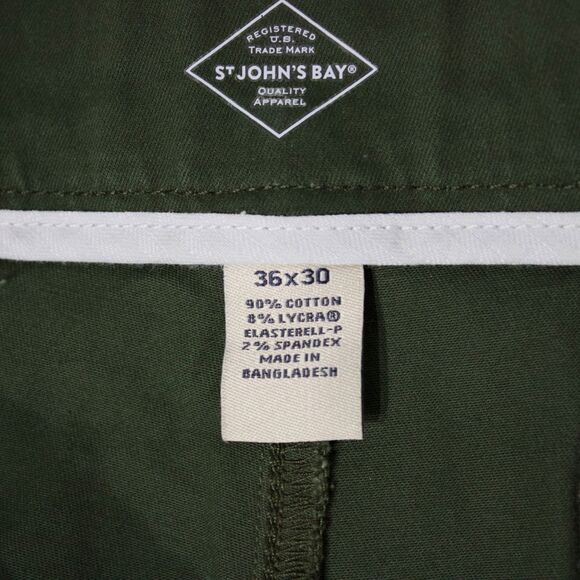 REGISTERED
U.S.
TRADE MARK
ST JOHN'S BAY®
QUALITY
APPAREL
36x30
90% COTTON
8% LYCRA®
ELASTERELL-P
2% SPANDEX
MADE IN
BANGLADESH